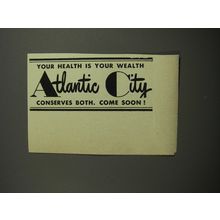 YOUR HEALTH IS YOUR WEALTH
Atlantic City
CONSERVES BOTH. COME SOON!